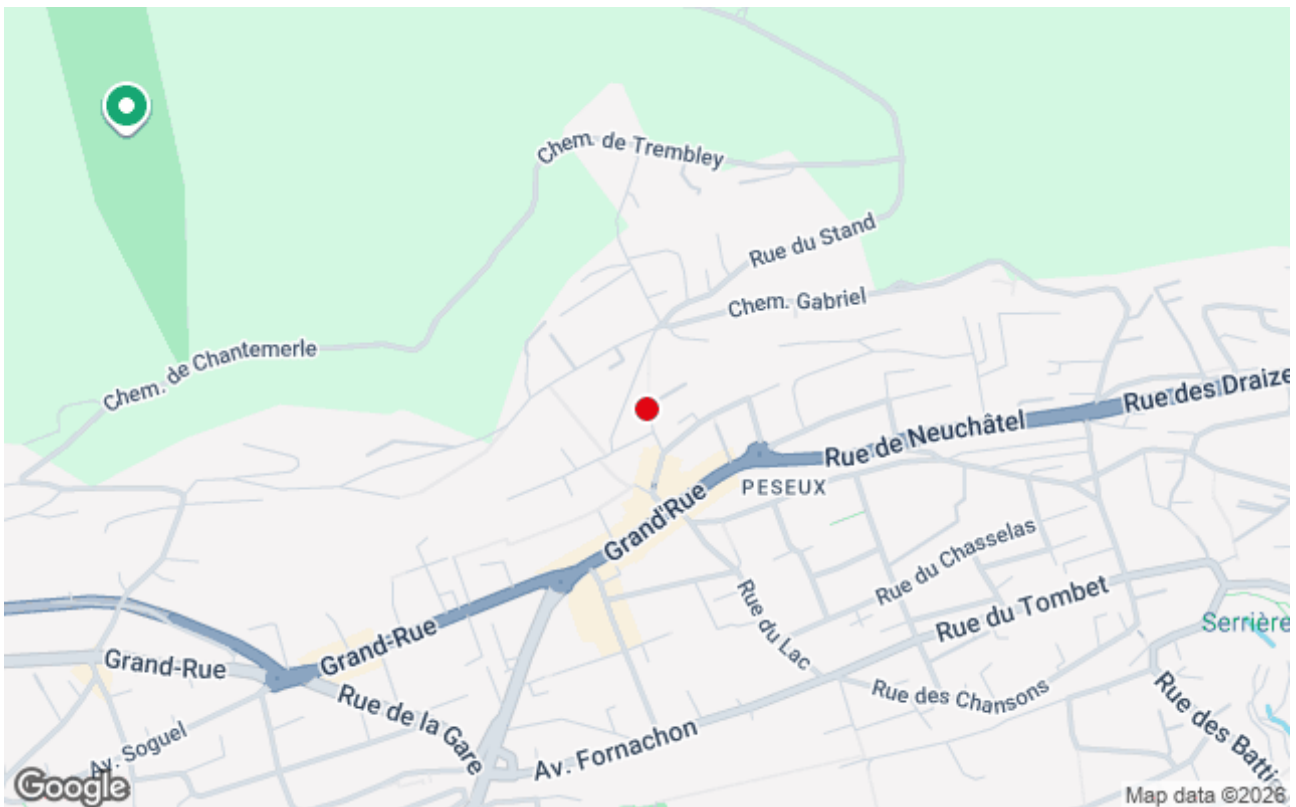 Chem. de Trembley
Rue du Stand
Chem. Gabriel
Chem. de Chantemerle
Rue des Draize
Rue de Neuchâtel
PESEUX
Grand'Rue
Rue du Chasselas
Rue du Tombet
Rue du Lac
Serrière
Grand-Rue
Grand-Rue
Rue des Chansons
Rue de la Gare
Rue des Battie
Av. Soguel
Av. Fornachon
Google
Map data ©2026